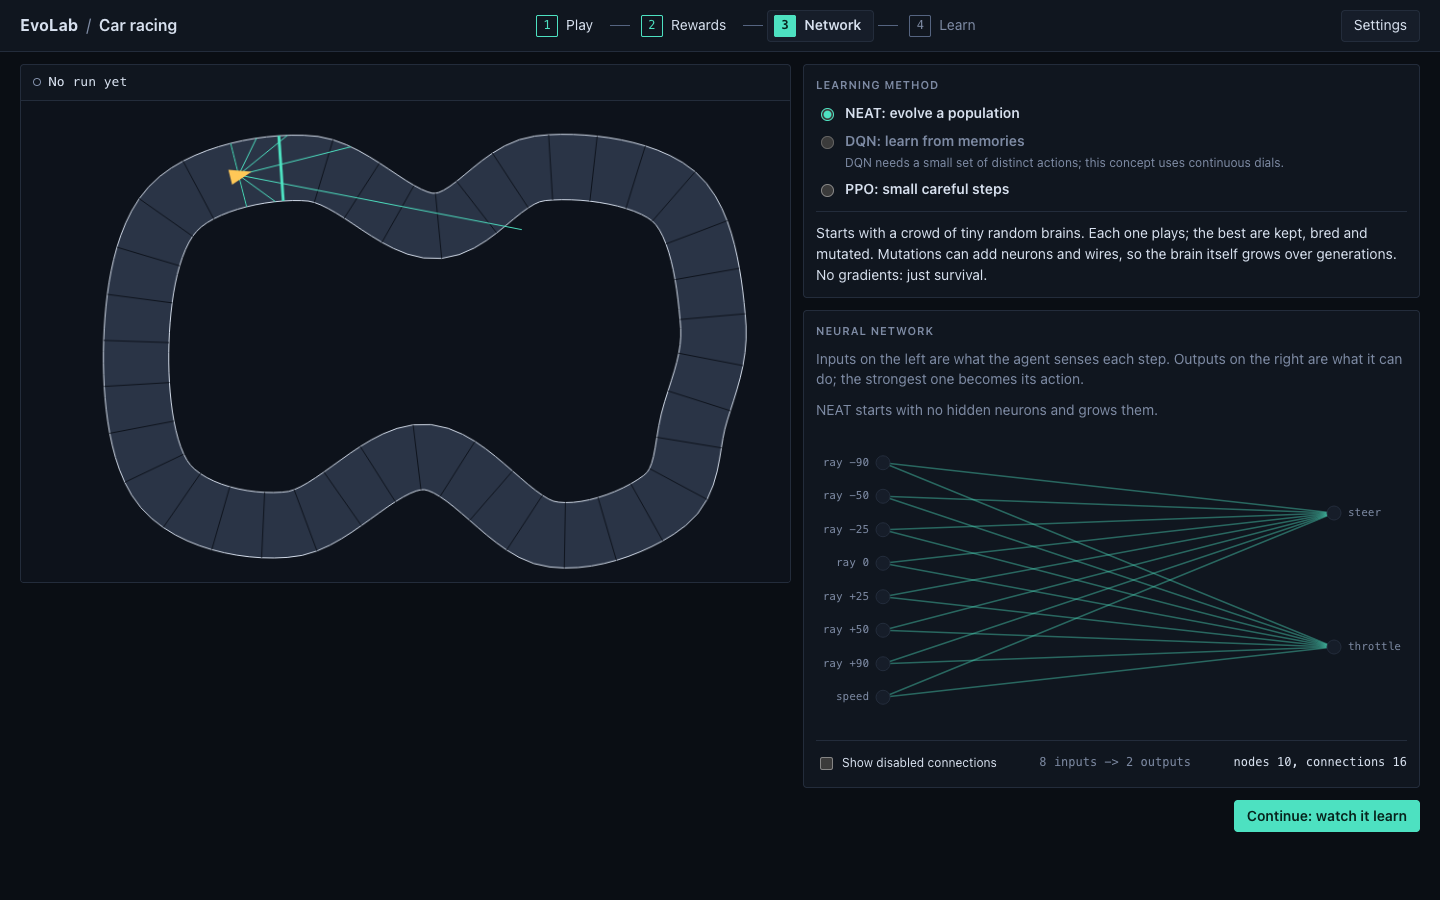 EvoLab / Car racing
1 Play
2 Rewards
3 Network
4 Learn
Settings
No run yet
LEARNING METHOD
NEAT: evolve a population
DQN: learn from memories
DQN needs a small set of distinct actions; this concept uses continuous dials.
PPO: small careful steps
Starts with a crowd of tiny random brains. Each one plays; the best are kept, bred and
mutated. Mutations can add neurons and wires, so the brain itself grows over generations.
No gradients: just survival.
NEURAL NETWORK
Inputs on the left are what the agent senses each step. Outputs on the right are what it can
do; the strongest one becomes its action.
NEAT starts with no hidden neurons and grows them.
ray −90
ray −50
ray −25
ray 0
ray +25
ray +50
ray +90
speed
steer
throttle
Show disabled connections
8 inputs −> 2 outputs
nodes 10, connections 16
Continue: watch it learn